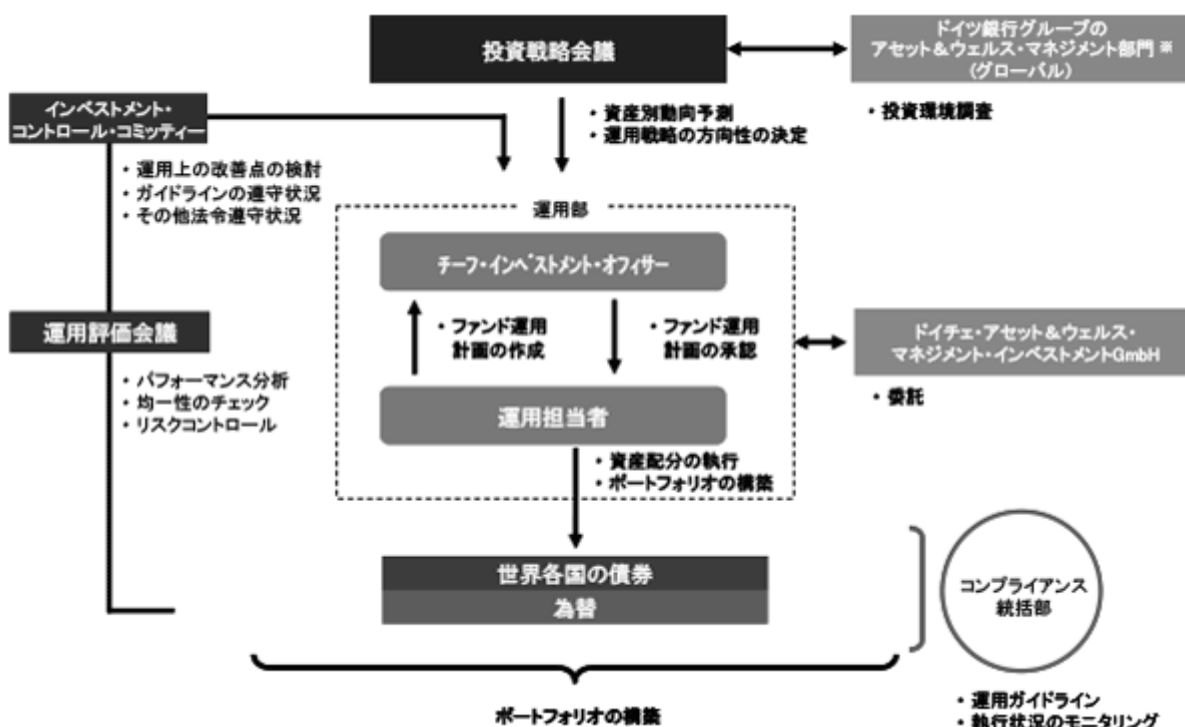 投資戦略会議
ドイツ銀行グループの
アセット&ウェルス・マネジメント部門 ※
(グローバル)
・投資環境調査
インベストメント・
コントロール・コミッティー
・運用上の改善点の検討
・ガイドラインの遵守状況
・その他法令遵守状況
・資産別動向予測
・運用戦略の方向性の決定
運用部
チーフ・インベストメント・オフィサー
・ファンド運用
計画の作成
・ファンド運用
計画の承認
運用評価会議
・パフォーマンス分析
・均一性のチェック
・リスクコントロール
ドイチェ・アセット&ウェルス・
マネジメント・インベストメントGmbH
・委託
運用担当者
・資産配分の執行
・ポートフォリオの構築
世界各国の債券
為替
コンプライアンス
統括部
・運用ガイドライン
・執行状況のモニタリング
ポートフォリオの構築